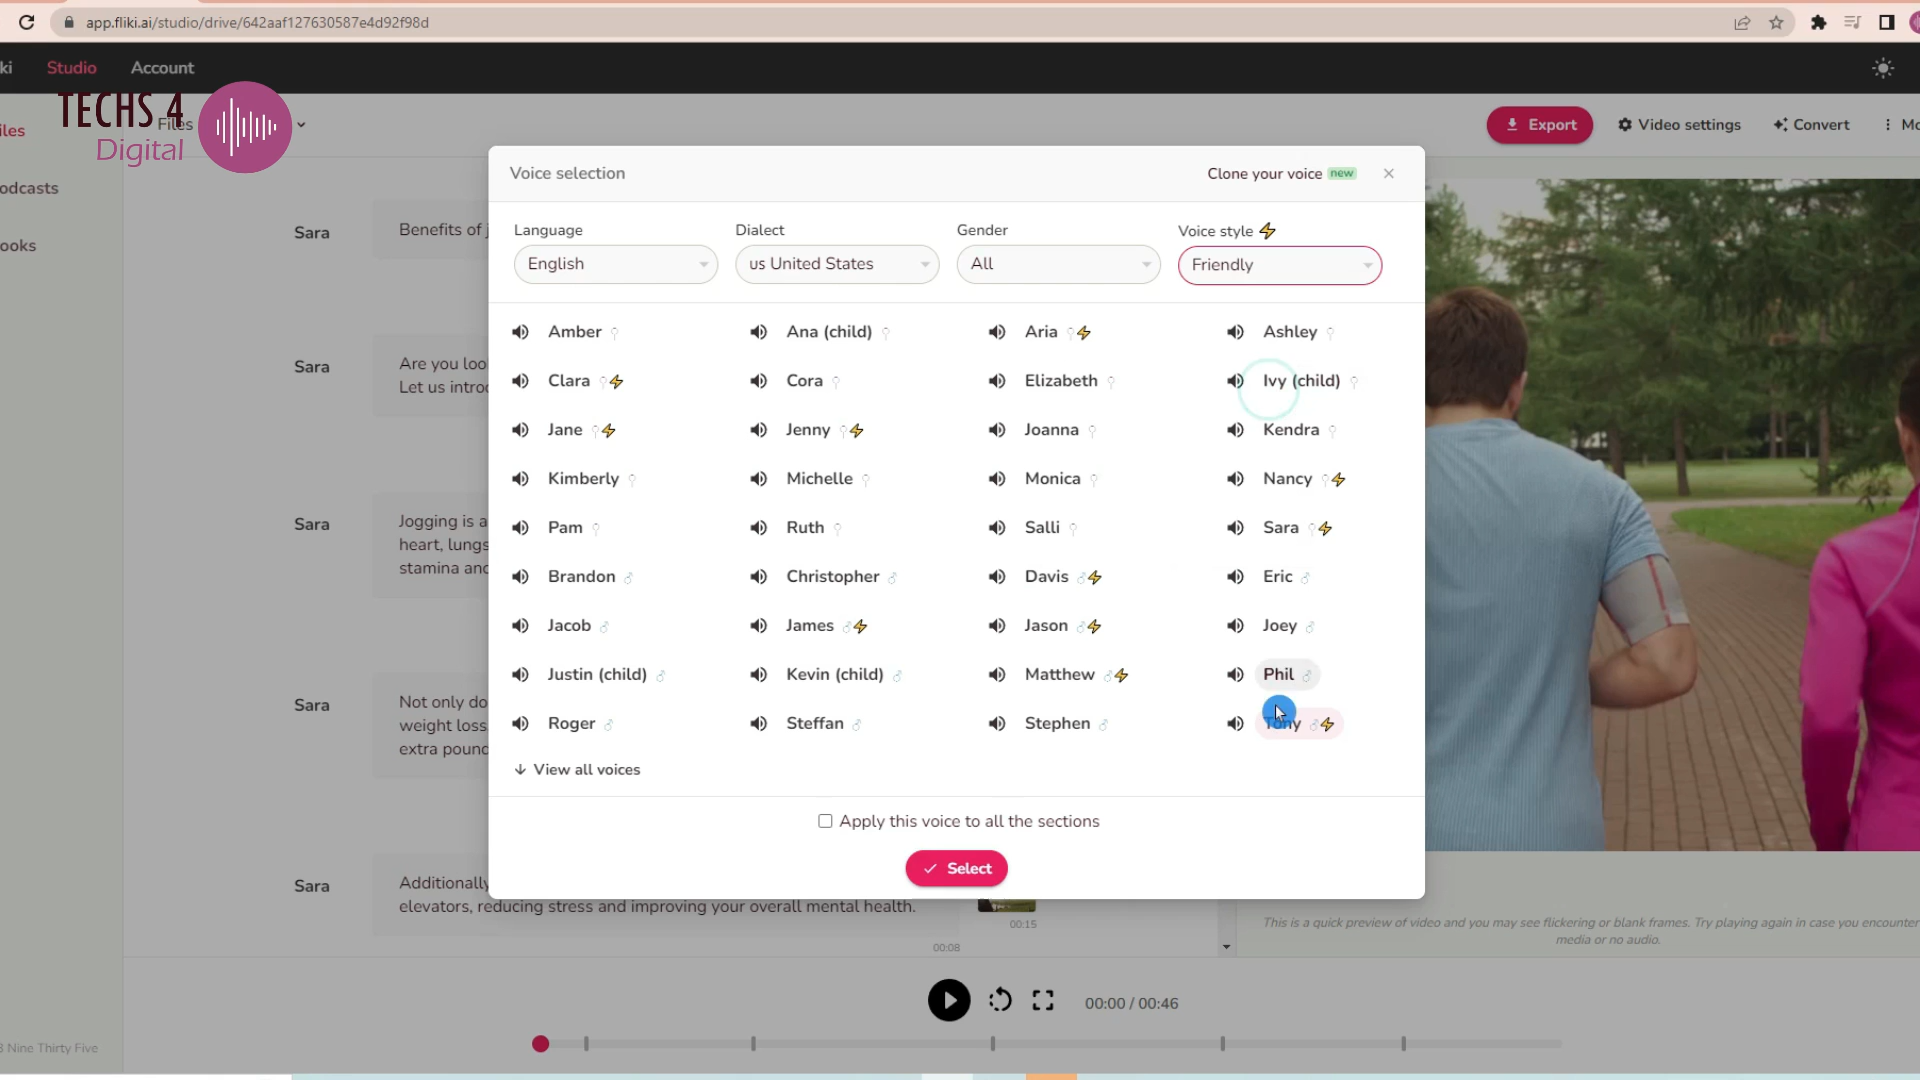 app.fliki.ai/studio/drive/642aaf127630587e4d92f98d
ki Studio Account
TECHS 4
Digital
iles
Files
Export
Video settings
Convert
Mo
odcasts
ooks
Voice selection
Clone your voice new
Language Dialect Gender Voice style
English us United States All Friendly
Amber Ana (child) Aria Ashley
Clara Cora Elizabeth Ivy (child)
Jane Jenny Joanna Kendra
Kimberly Michelle Monica Nancy
Pam Ruth Salli Sara
Brandon Christopher Davis Eric
Jacob James Jason Joey
Justin (child) Kevin (child) Matthew Phil
Roger Steffan Stephen Tony
View all voices
Apply this voice to all the sections
Select
Sara
Benefits of j
Sara
Are you loo
Let us introd
Sara
Jogging is a
heart, lungs
stamina and
Sara
Not only do
weight loss
extra pound
Sara
Additionally
elevators, reducing stress and improving your overall mental health.
00:15
00:08
This is a quick preview of video and you may see flickering or blank frames. Try playing again in case you encounter
media or no audio.
00:00 / 00:46
3 Nine Thirty Five